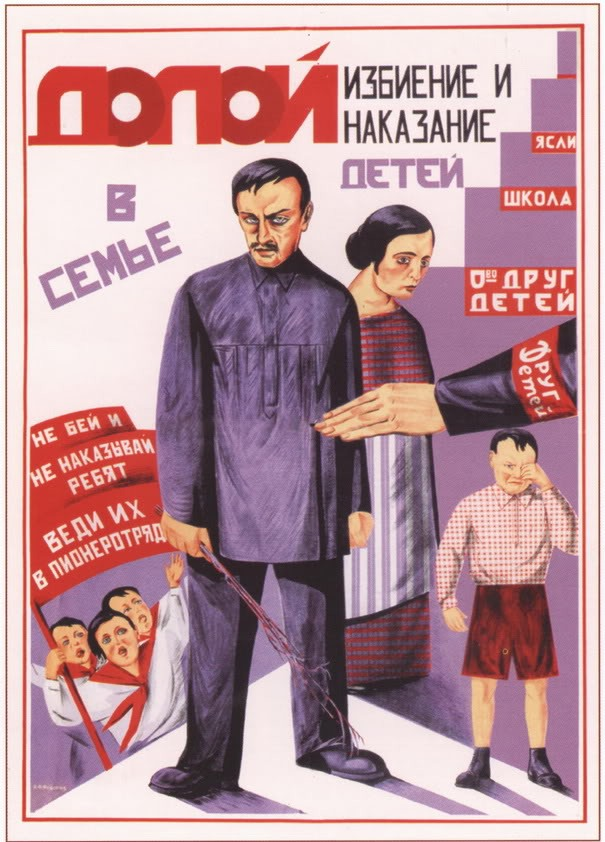 ДОЛОЙ
ИЗБИЕНИЕ И
НАКАЗАНИЕ
ДЕТЕЙ
В
СЕМЬЕ
ЯСЛИ
ШКОЛА
О-ВО ДРУГ
ДЕТЕЙ
Друг
Детей
НЕ БЕЙ И
НЕ НАКАЗЫВАЙ
РЕБЯТ
ВЕДИ ИХ
В ПИОНЕРОТРЯД